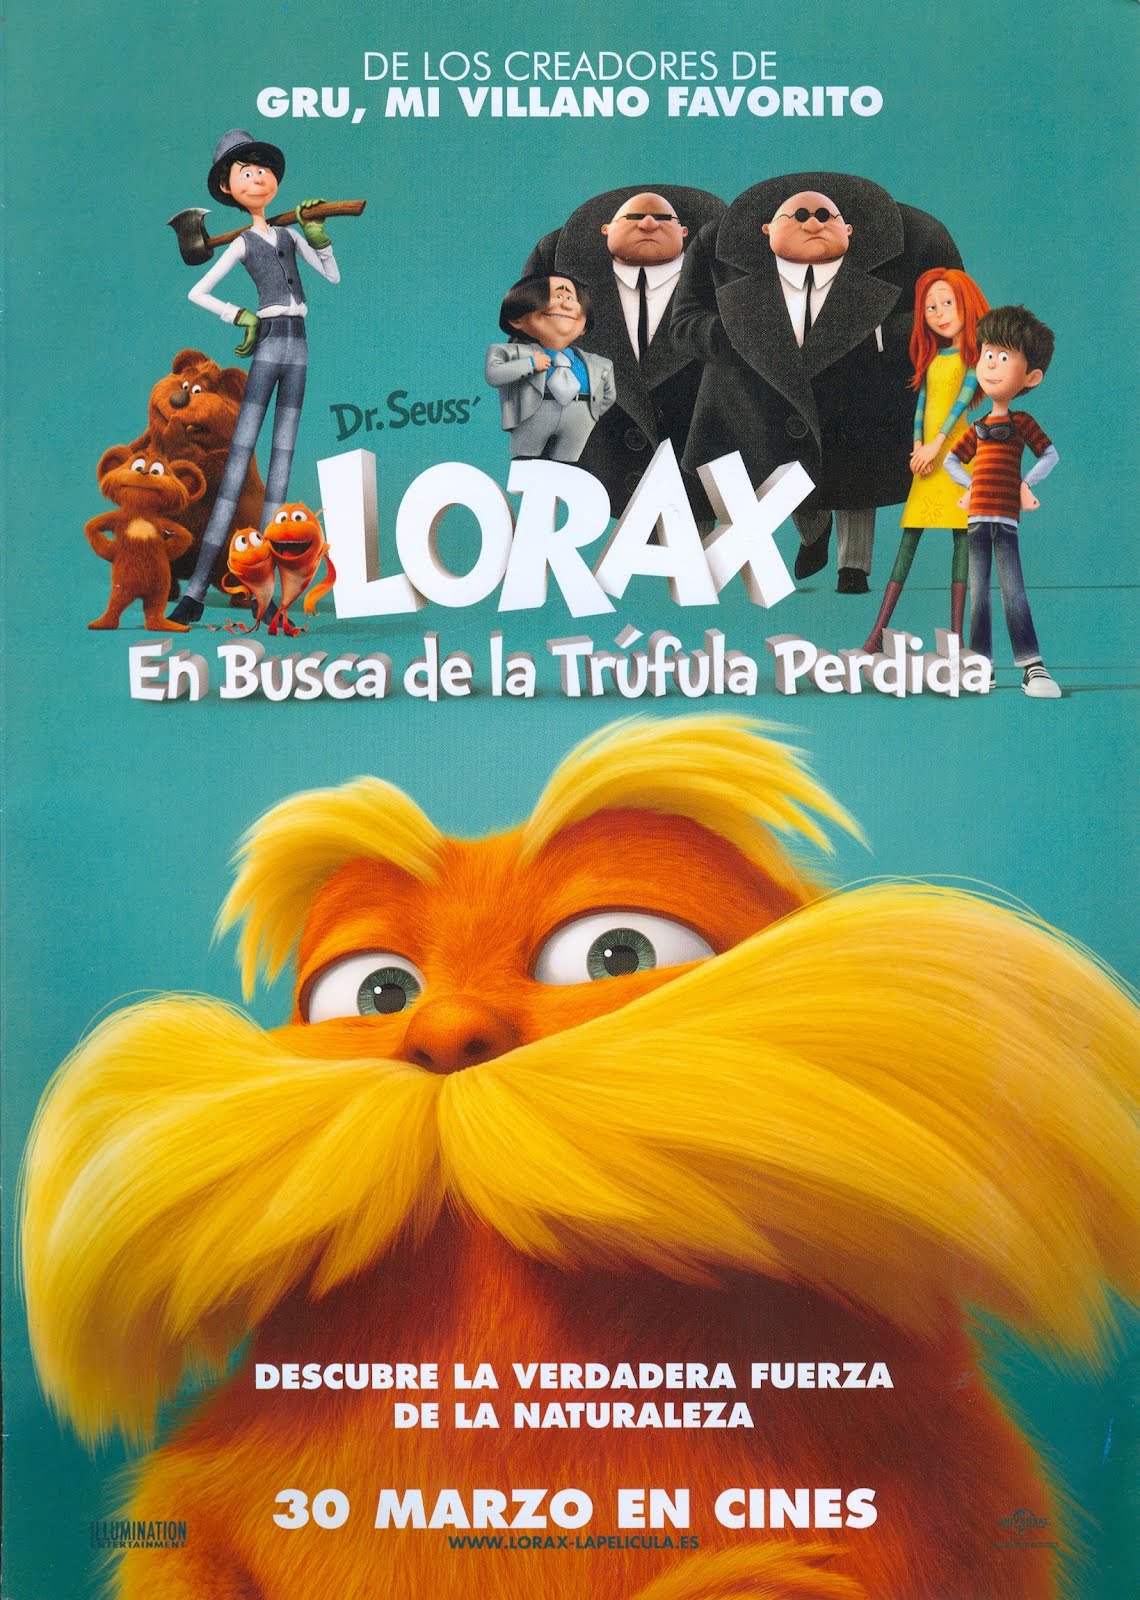 DE LOS CREADORES DE
GRU, MI VILLANO FAVORITO
Dr. Seuss'
LORAX
En Busca de la Trúfula Perdida
DESCUBRE LA VERDADERA FUERZA
DE LA NATURALEZA
30 MARZO EN CINES
WWW.LORAX-LAPELICULA.ES
ILLUMINATION
ENTERTAINMENT
UNIVERSAL